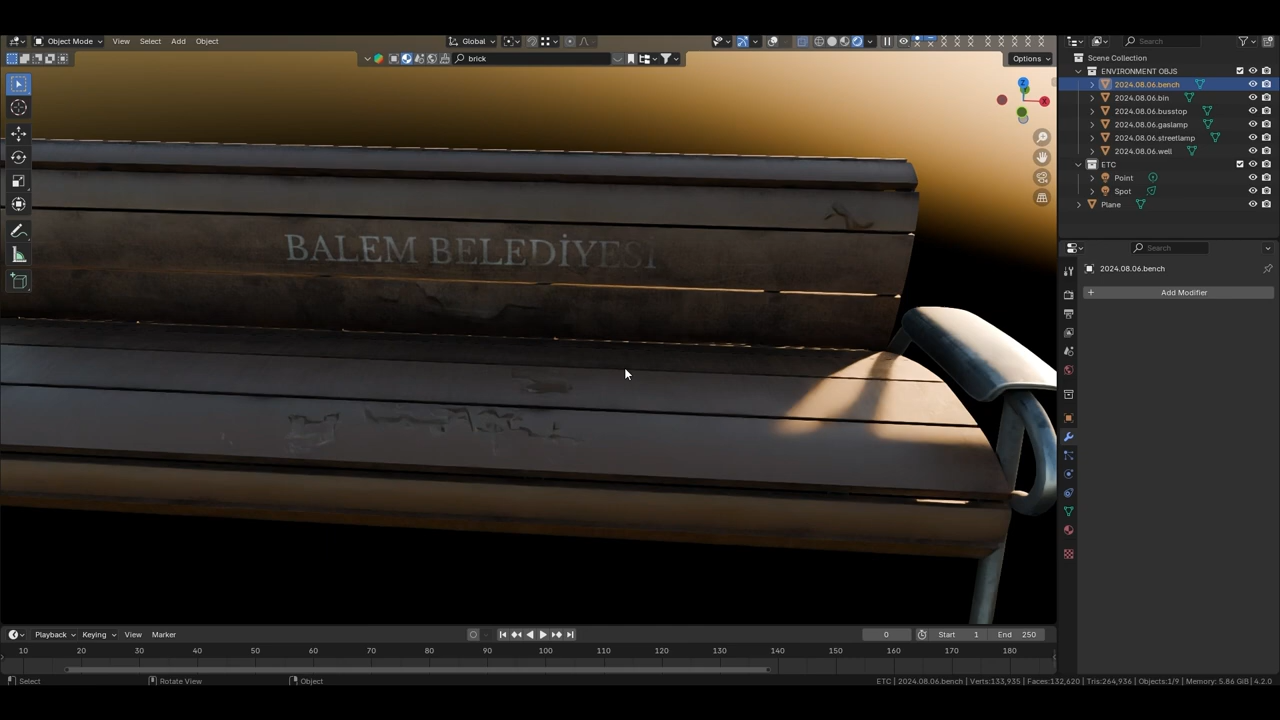 Object Mode View Select Add Object Global
brick Options
BALEM BELEDİYESİ
Search
Scene Collection
ENVIRONMENT OBJS
2024.08.06.bench
2024.08.06.bin
2024.08.06.busstop
2024.08.06.gaslamp
2024.08.06.streetlamp
2024.08.06.well
ETC
Point
Spot
Plane
Search
2024.08.06.bench
+ Add Modifier
Playback Keying View Marker 0 Start 1 End 250
10 20 30 40 50 60 70 80 90 100 110 120 130 140 150 160 170 180
Select Rotate View Object ETC | 2024.08.06.bench | Verts:133,935 | Faces:132,620 | Tris:264,936 | Objects:1/9 | Memory: 5.86 GiB | 4.2.0